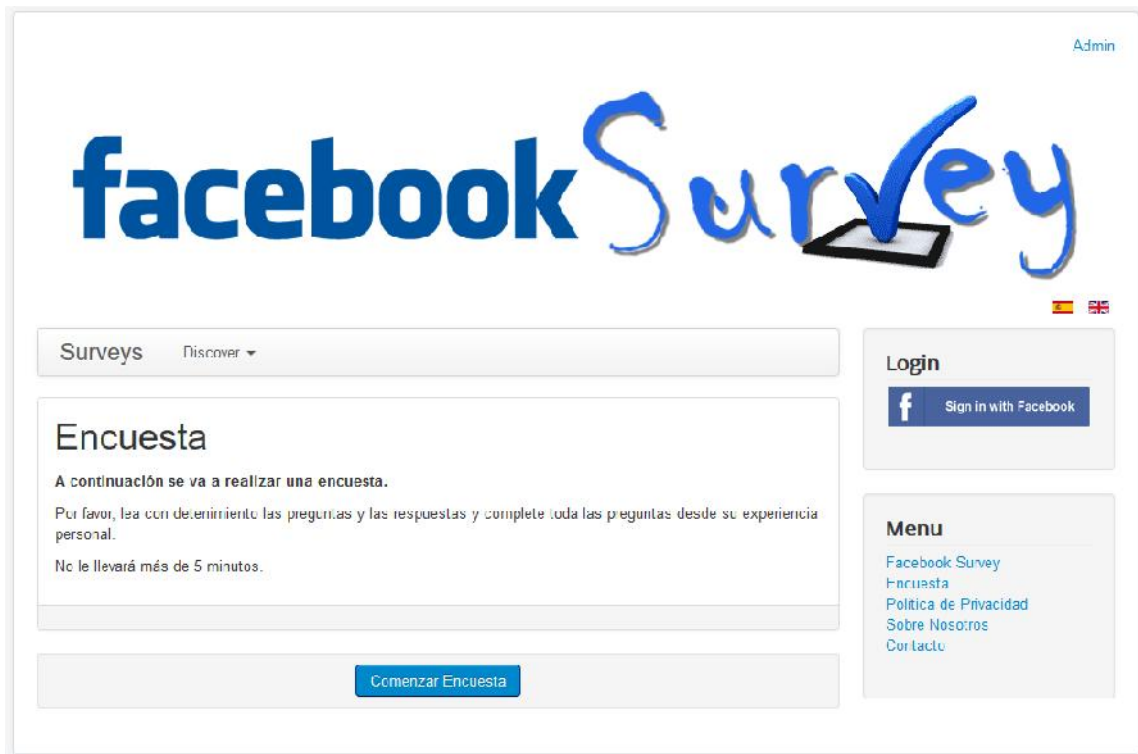 Admin
facebook Survey
Surveys Discover
Login
f Sign in with Facebook
Encuesta
A continuación se va a realizar una encuesta.
Por favor, lea con detenimiento las preguntas y las respuestas y complete toda las preguntas desde su experiencia
personal.
No le llevará más de 5 minutos.
Menu
Facebook Survey
Encuesta
Política de Privacidad
Sobre Nosotros
Contacto
Comenzar Encuesta